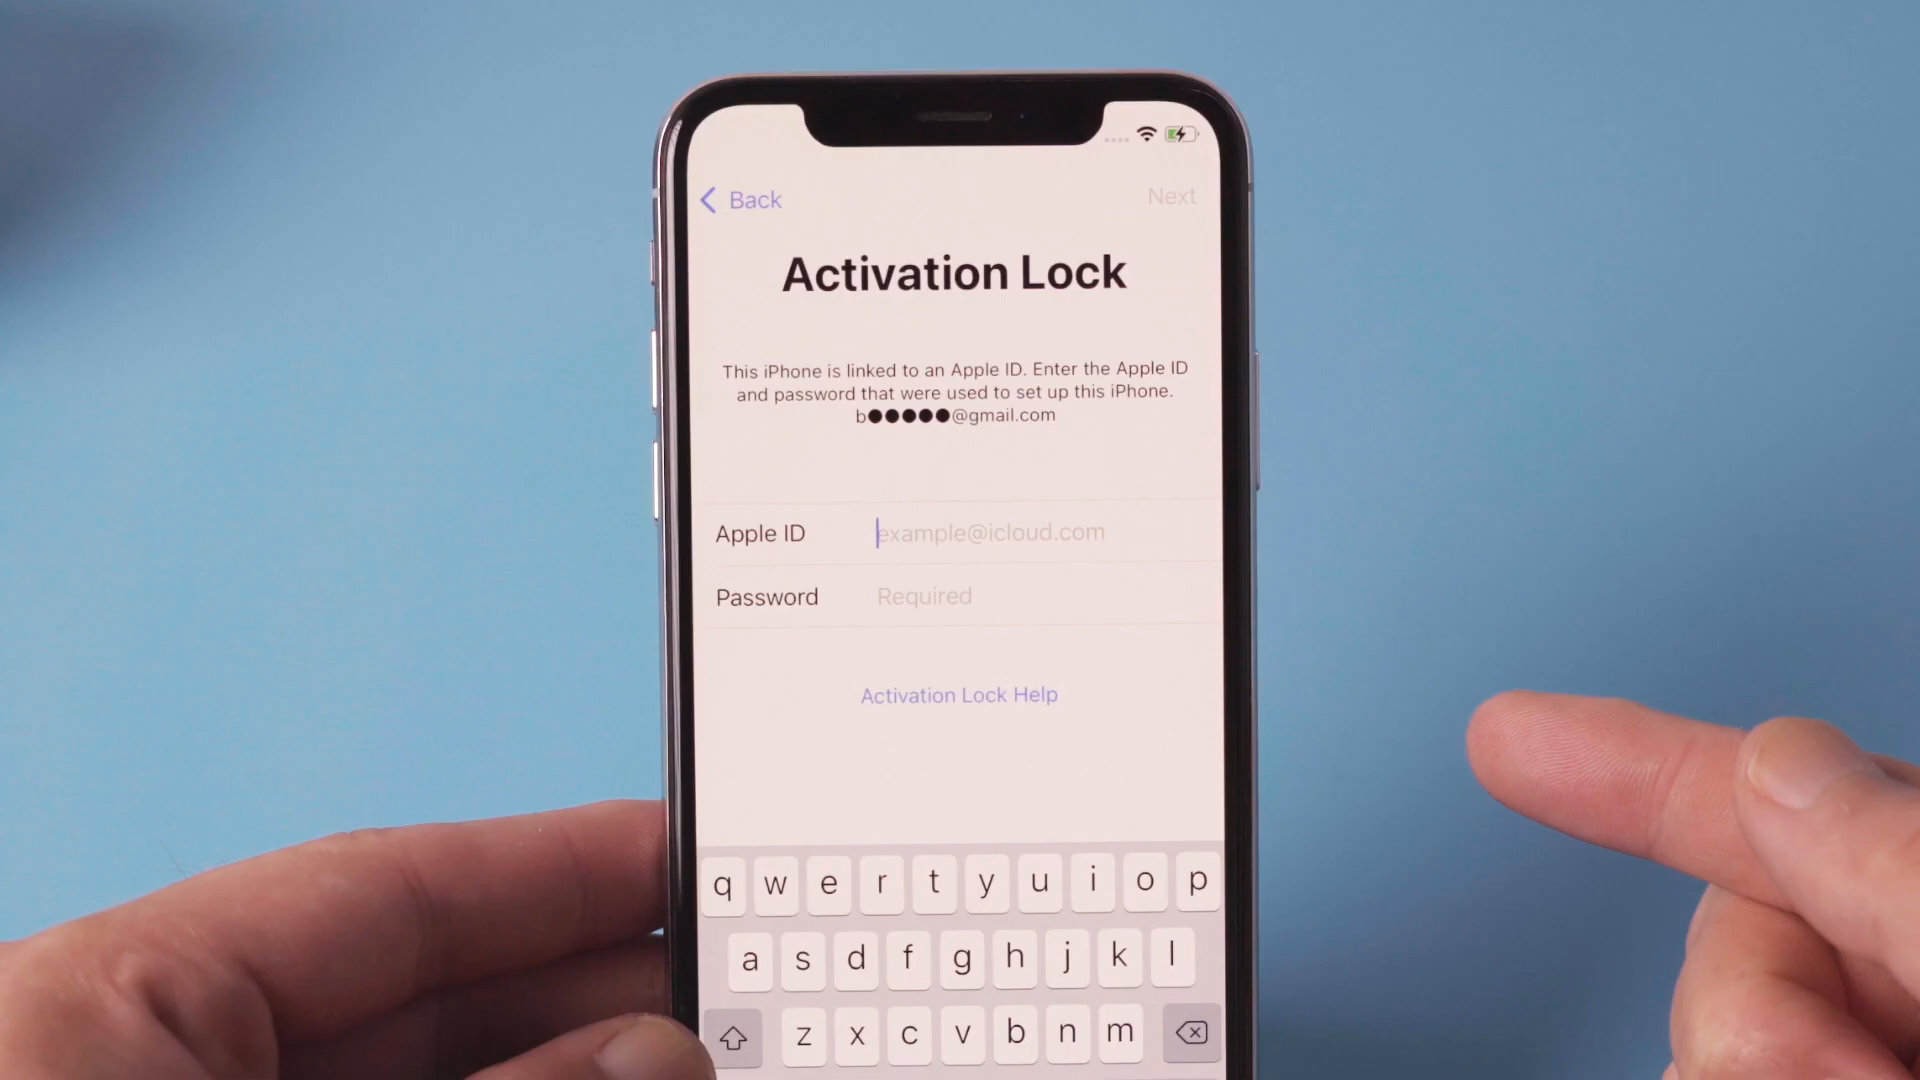 Back
Next
Activation Lock
This iPhone is linked to an Apple ID. Enter the Apple ID
and password that were used to set up this iPhone.
b●●●●●@gmail.com
Apple ID example@icloud.com
Password Required
Activation Lock Help
q w e r t y u i o p
a s d f g h j k l
z x c v b n m